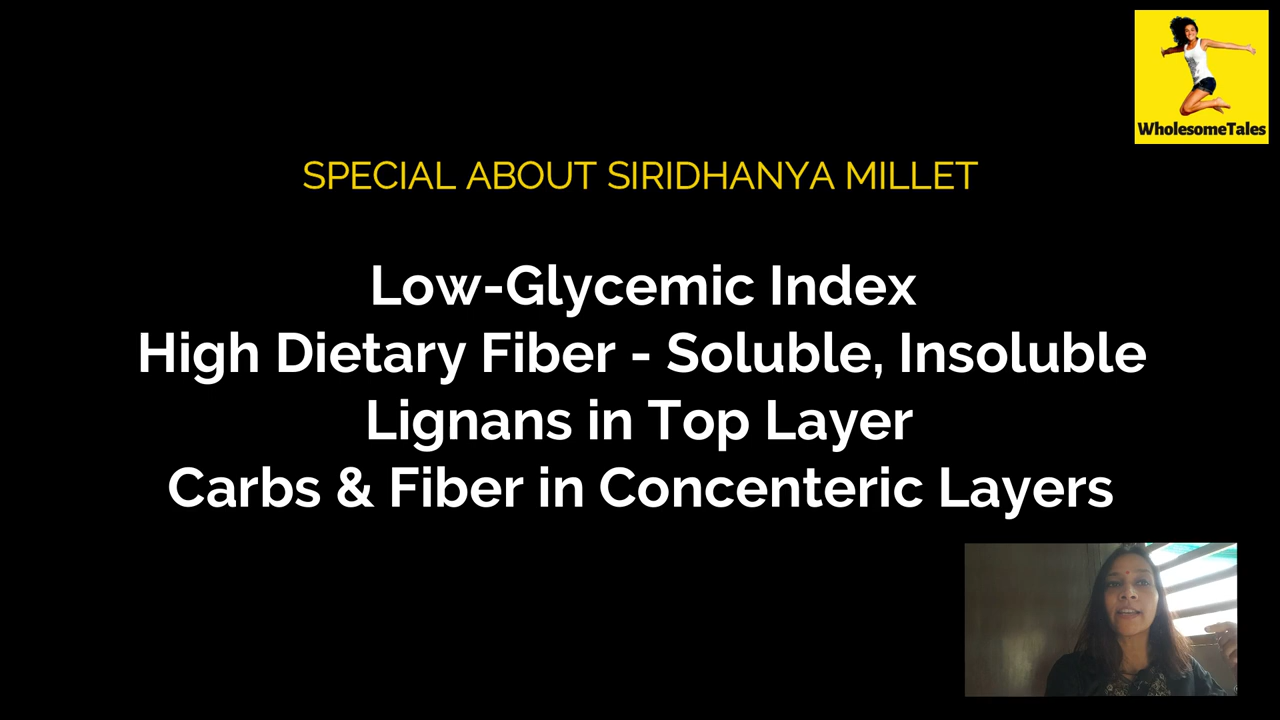 WholesomeTales
SPECIAL ABOUT SIRIDHANYA MILLET
Low-Glycemic Index
High Dietary Fiber - Soluble, Insoluble
Lignans in Top Layer
Carbs & Fiber in Concenteric Layers